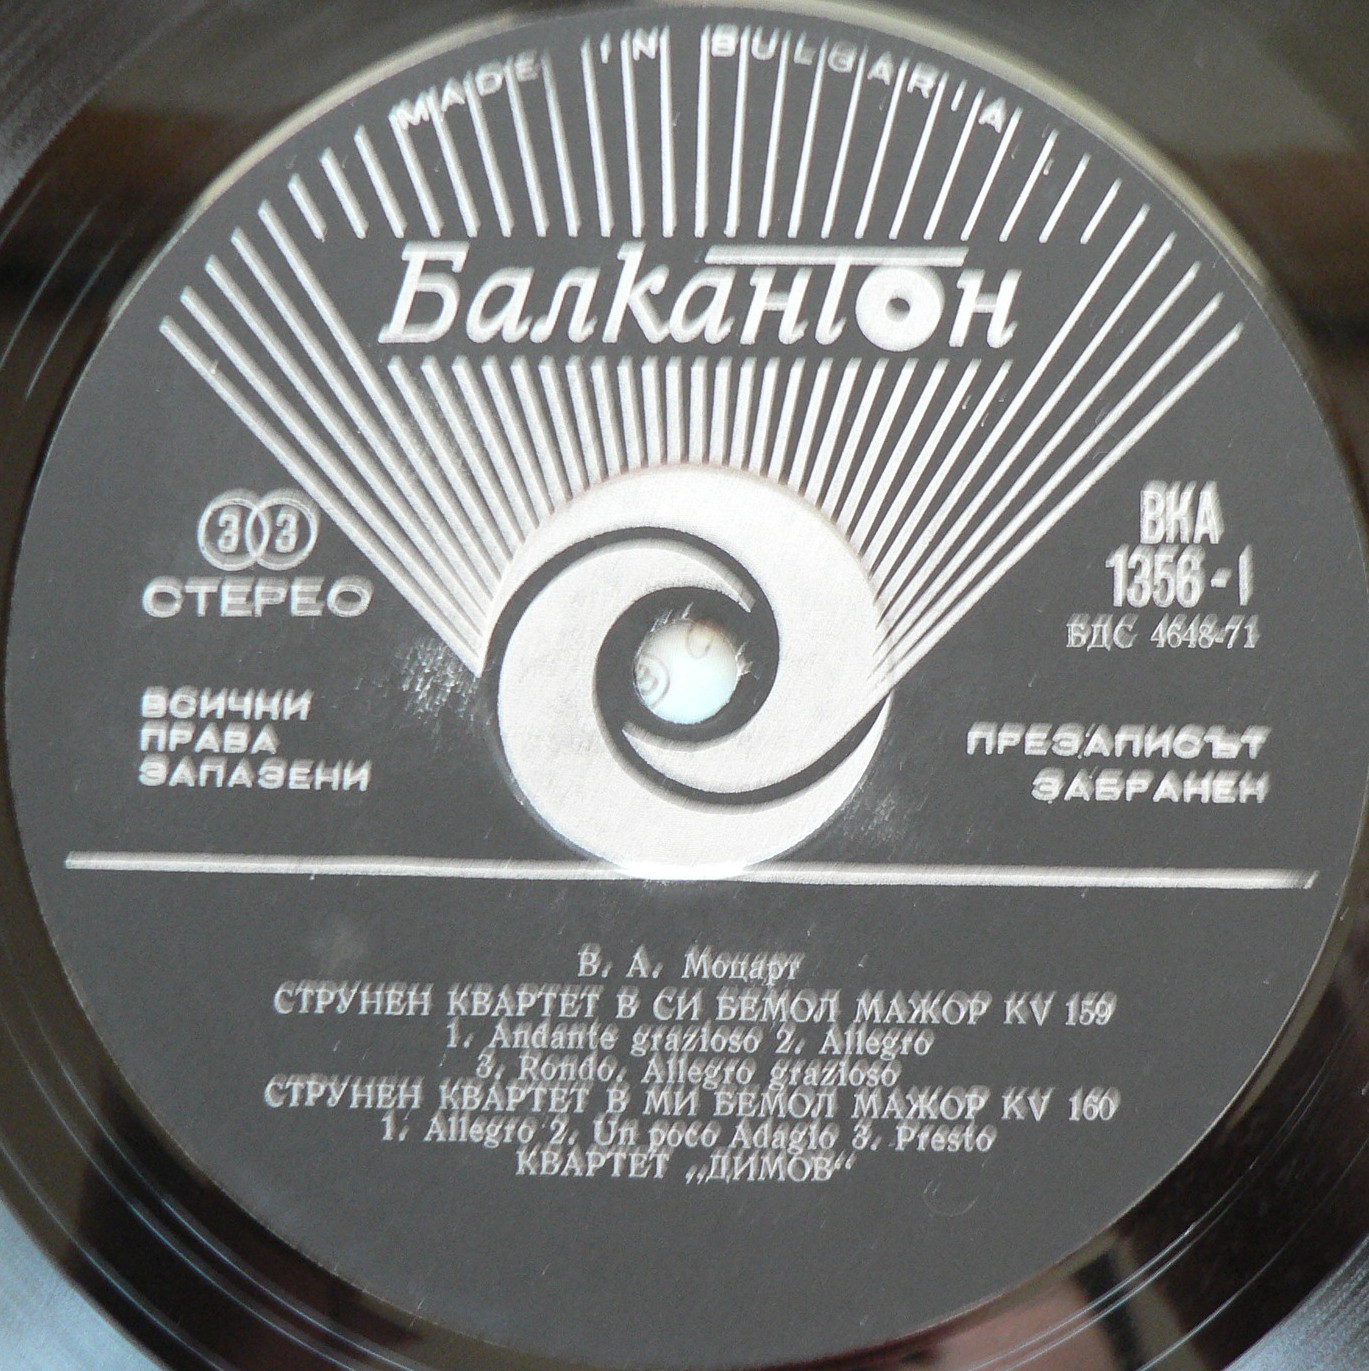 MADE IN BULGARIA
Балкантон
33
СТЕРЕО
ВСИЧКИ
ПРАВА
ЗАПАЗЕНИ
ВКА
1356-I
БДС 4648-71
ПРЕЗАПИСЪТ
ЗАБРАНЕН
В. А. Моцарт
СТРУНЕН КВАРТЕТ В СИ БЕМОЛ МАЖОР KV 159
1. Andante grazioso 2. Allegro
3. Rondo. Allegro grazioso
СТРУНЕН КВАРТЕТ В МИ БЕМОЛ МАЖОР KV 160
1. Allegro 2. Un poco Adagio 3. Presto
КВАРТЕТ „ДИМОВ“